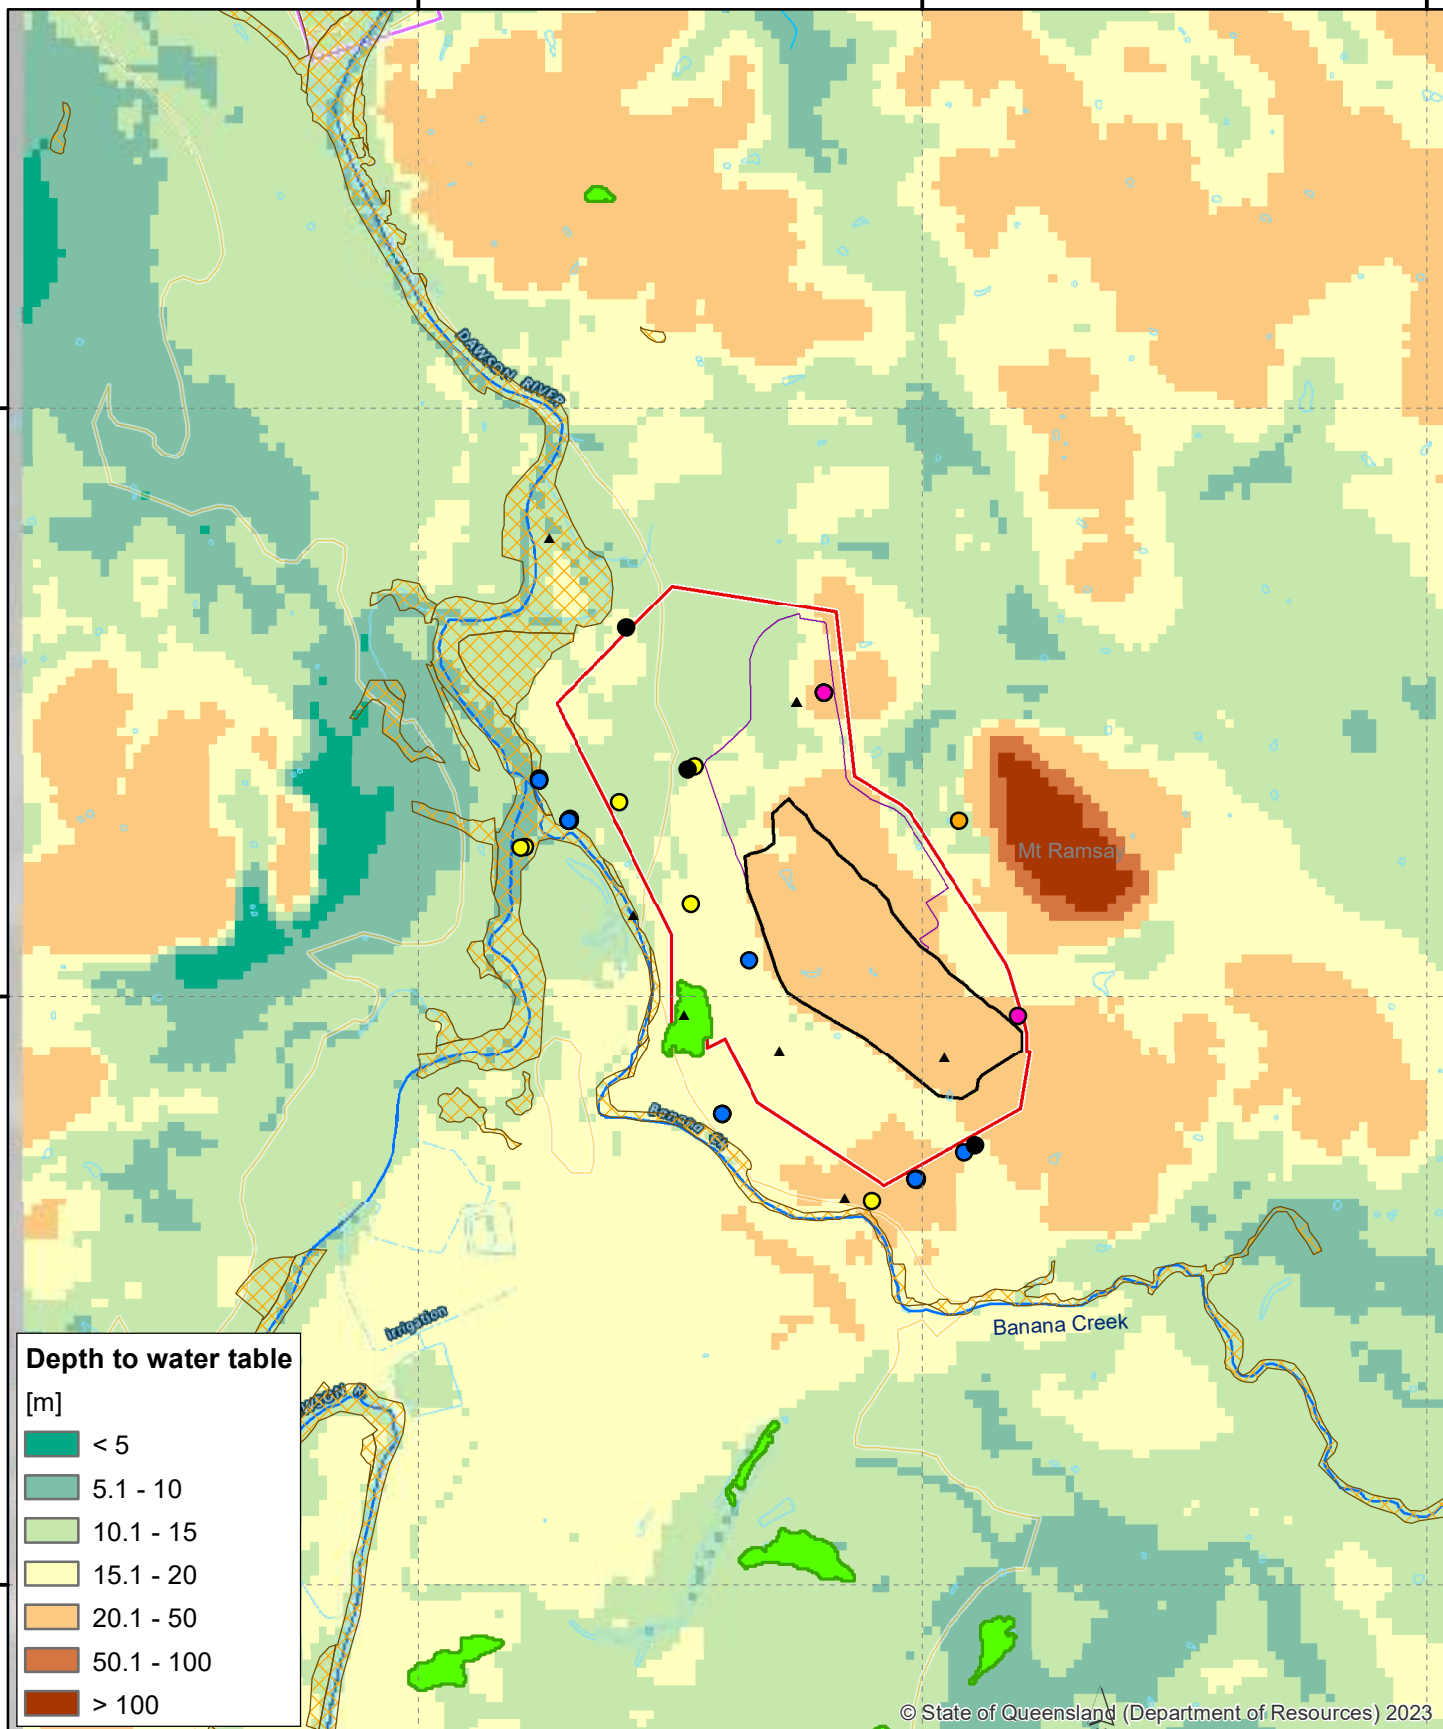 DAWSON RIVER
Mt Ramsay
Banana Ck
Banana Creek
irrigation
WSON R
Depth to water table
[m]
< 5
5.1 - 10
10.1 - 15
15.1 - 20
20.1 - 50
50.1 - 100
> 100
© State of Queensland (Department of Resources) 2023